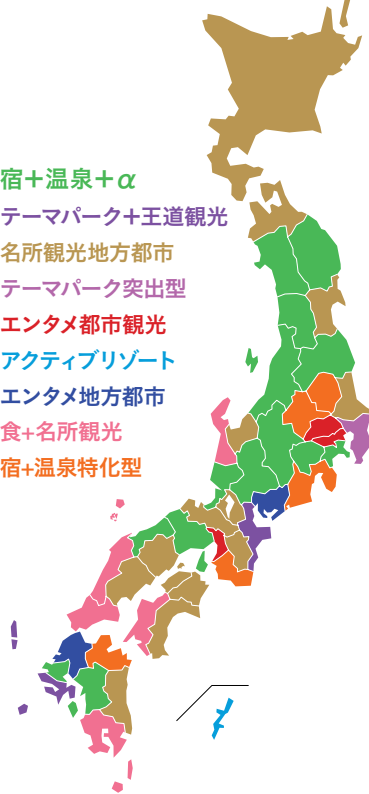 宿＋温泉＋α
テーマパーク＋王道観光
名所観光地方都市
テーマパーク突出型
エンタメ都市観光
アクティブリゾート
エンタメ地方都市
食+名所観光
宿+温泉特化型